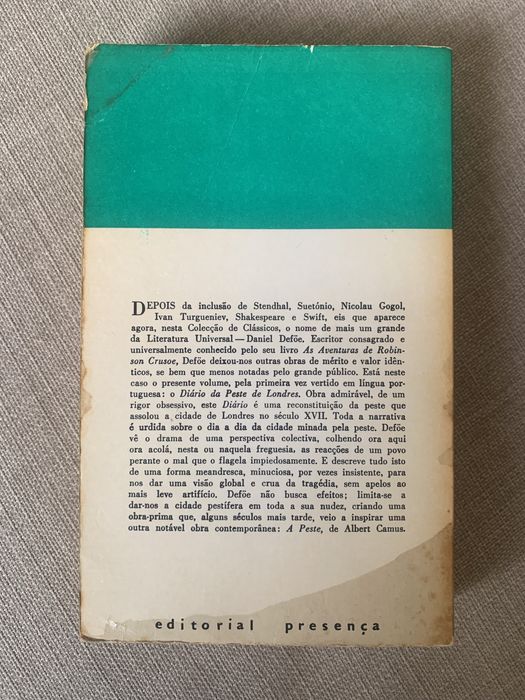 DEPOIS da inclusão de Stendhal, Suetónio, Nicolau Gogol,
Ivan Turgueniev, Shakespeare e Swift, eis que aparece
agora, nesta Colecção de Clássicos, o nome de mais um grande
da Literatura Universal — Daniel Defõe. Escritor consagrado e
universalmente conhecido pelo seu livro As Aventuras de Robin-
son Crusoe, Defõe deixou-nos outras obras de mérito e valor idên-
ticos, se bem que menos notadas pelo grande público. Está neste
caso o presente volume, pela primeira vez vertido em língua por-
tuguesa: o Diário da Peste de Londres. Obra admirável, de um
rigor obsessivo, este Diário é uma reconstituição da peste que
assolou a cidade de Londres no século XVII. Toda a narrativa
é urdida sobre o dia a dia da cidade minada pela peste. Defõe
vê o drama de uma perspectiva colectiva, colhendo ora aqui
ora acolá, nesta ou naquela freguesia, as reacções de um povo
perante o mal que o flagela impiedosamente. E descreve tudo isto
de uma forma meandresca, minuciosa, por vezes insistente, para
nos dar uma visão global e crua da tragédia, sem apelos ao
mais leve artifício. Defõe não busca efeitos; limita-se a
dar-nos a cidade pestífera em toda a sua nudez, criando uma
obra-prima que, alguns séculos mais tarde, veio a inspirar uma
outra notável obra contemporânea: A Peste, de Albert Camus.
editorial presença